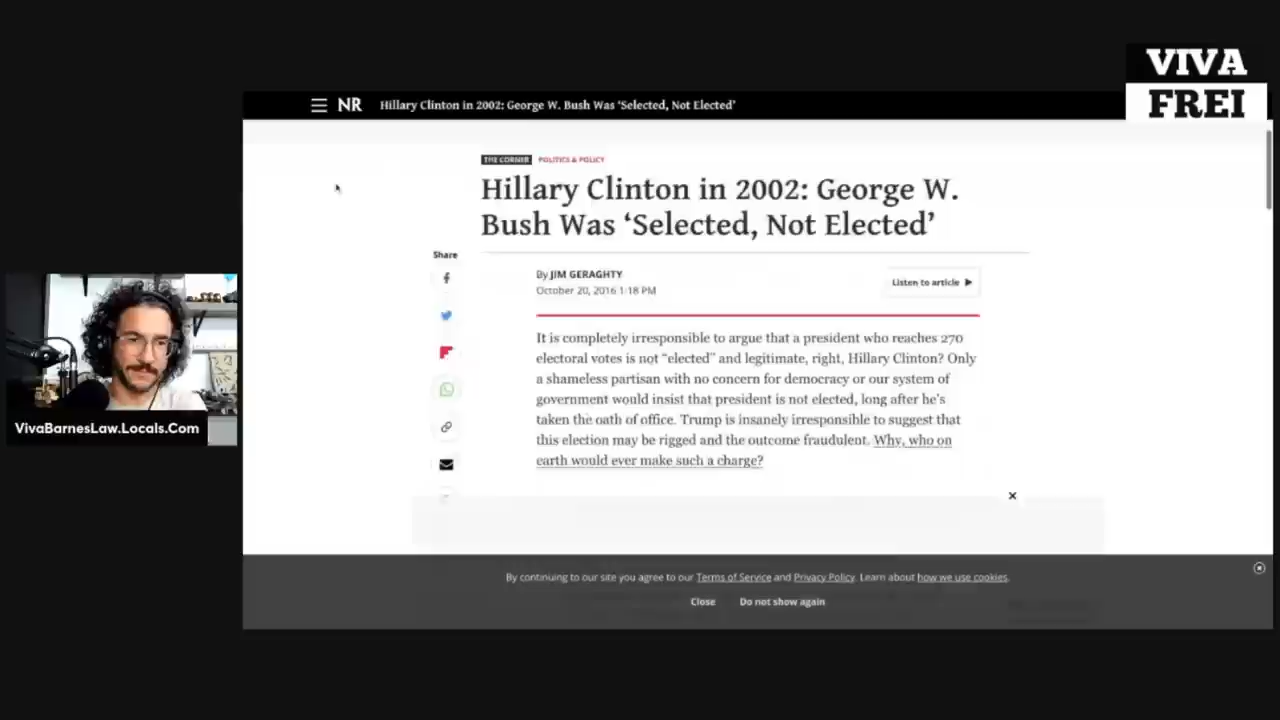 VIVA
FREI
NR
Hillary Clinton in 2002: George W. Bush Was ‘Selected, Not Elected’
THE CORNER POLITICS & POLICY
Hillary Clinton in 2002: George W.
Bush Was ‘Selected, Not Elected’
Share
By JIM GERAGHTY
October 20, 2016 1:18 PM
Listen to article
It is completely irresponsible to argue that a president who reaches 270
electoral votes is not “elected” and legitimate, right, Hillary Clinton? Only
a shameless partisan with no concern for democracy or our system of
government would insist that president is not elected, long after he’s
taken the oath of office. Trump is insanely irresponsible to suggest that
this election may be rigged and the outcome fraudulent. Why, who on
earth would ever make such a charge?
VivaBarnesLaw.Locals.Com
By continuing to our site you agree to our Terms of Service and Privacy Policy. Learn about how we use cookies.
Close Do not show again